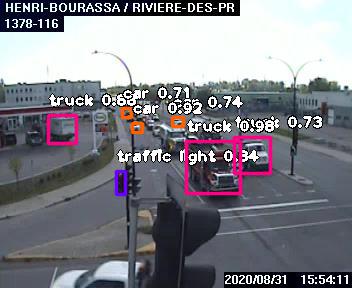 HENRI-BOURASSA / RIVIERE-DES-PR
1378-116
car 0.71
truck 0.68
0.74
car 0.92
truck 0.98
0.73
traffic light 0.84
2020/08/31 15:54:11